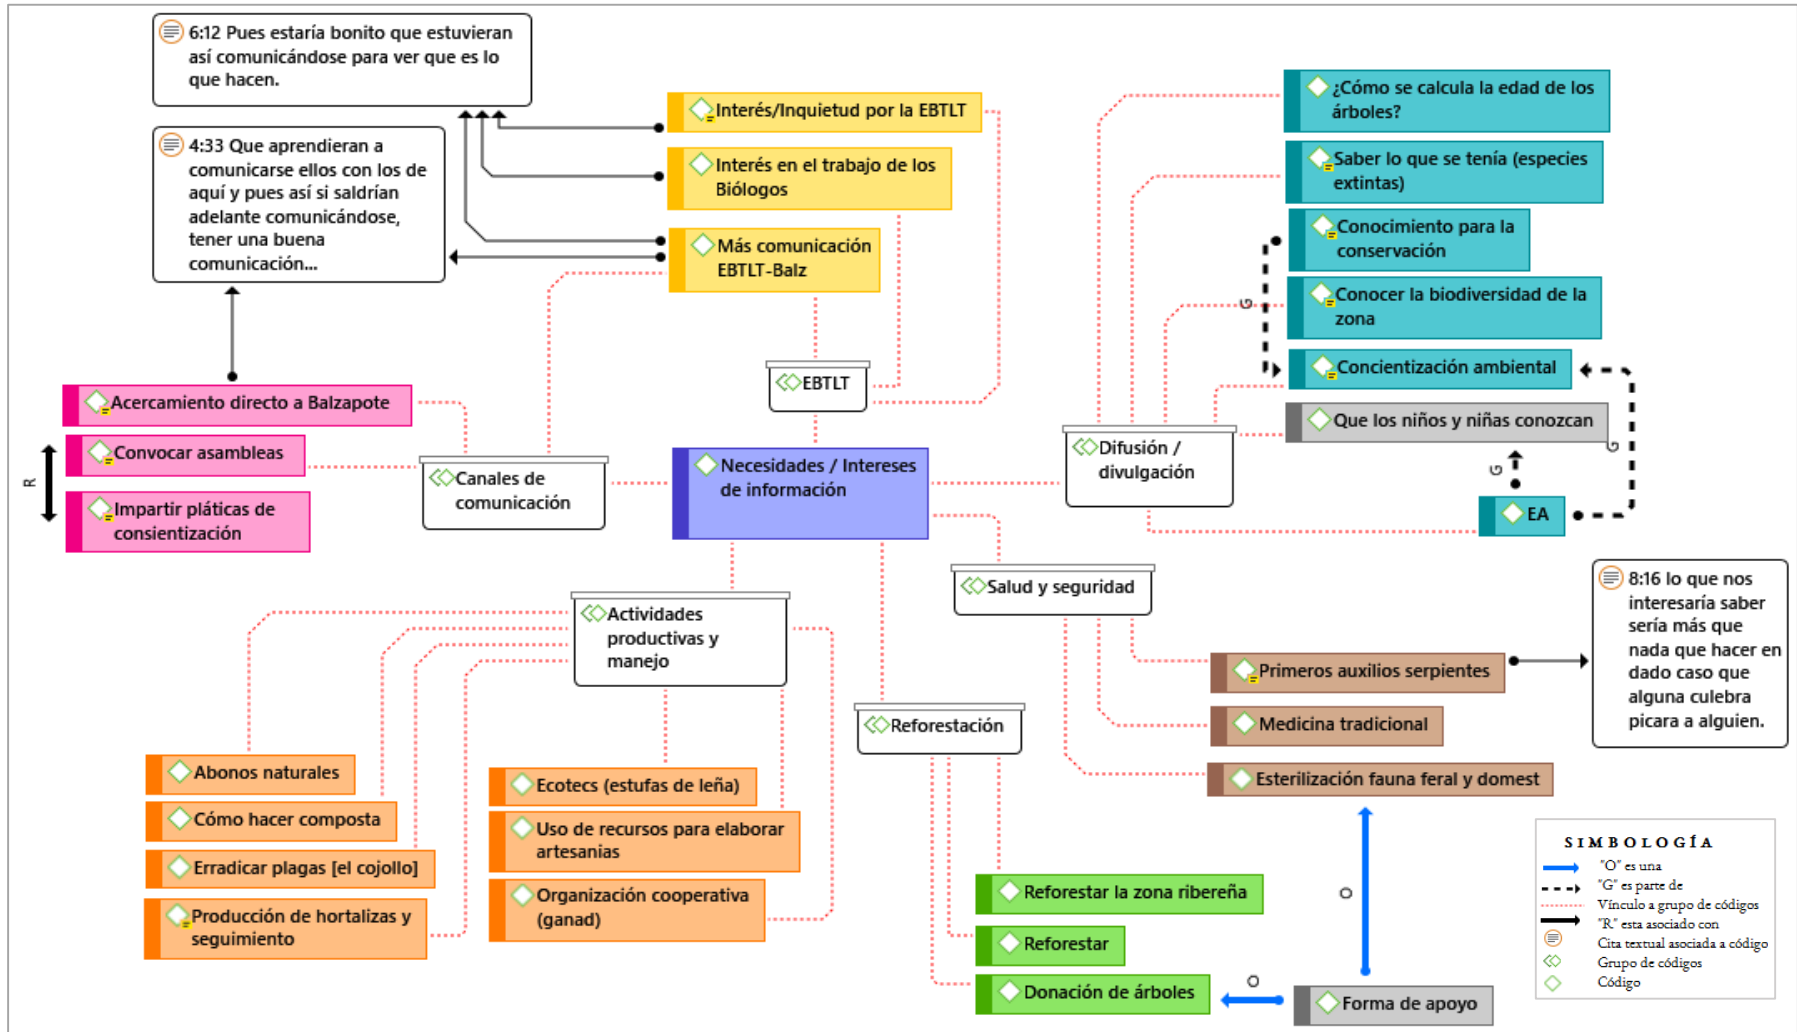 6:12 Pues estaría bonito que estuvieran
así comunicándose para ver que es lo
que hacen.
4:33 Que aprendieran a
comunicarse ellos con los de
aquí y pues así si saldrían
adelante comunicándose,
tener una buena
comunicación...
Interés/Inquietud por la EBTLT
Interés en el trabajo de los
Biólogos
Más comunicación
EBTLT-Balz
EBTLT
¿Cómo se calcula la edad de los
árboles?
Saber lo que se tenía (especies
extintas)
Conocimiento para la
conservación
G
Conocer la biodiversidad de la
zona
Concientización ambiental
Que los niños y niñas conozcan
G
G
EA
Difusión /
divulgación
Acercamiento directo a Balzapote
Convocar asambleas
R
Impartir pláticas de
consientización
Canales de
comunicación
Necesidades / Intereses
de información
Salud y seguridad
8:16 lo que nos
interesaría saber
sería más que
nada que hacer en
dado caso que
alguna culebra
picara a alguien.
Primeros auxilios serpientes
Medicina tradicional
Esterilización fauna feral y domest
Actividades
productivas y
manejo
Reforestación
Abonos naturales
Cómo hacer composta
Erradicar plagas [el cojollo]
Producción de hortalizas y
seguimiento
Ecotecs (estufas de leña)
Uso de recursos para elaborar
artesanias
Organización cooperativa
(ganad)
Reforestar la zona ribereña
Reforestar
Donación de árboles
O
O
Forma de apoyo
SIMBOLOGÍA
"O" es una
"G" es parte de
Vínculo a grupo de códigos
"R" esta asociado con
Cita textual asociada a código
Grupo de códigos
Código